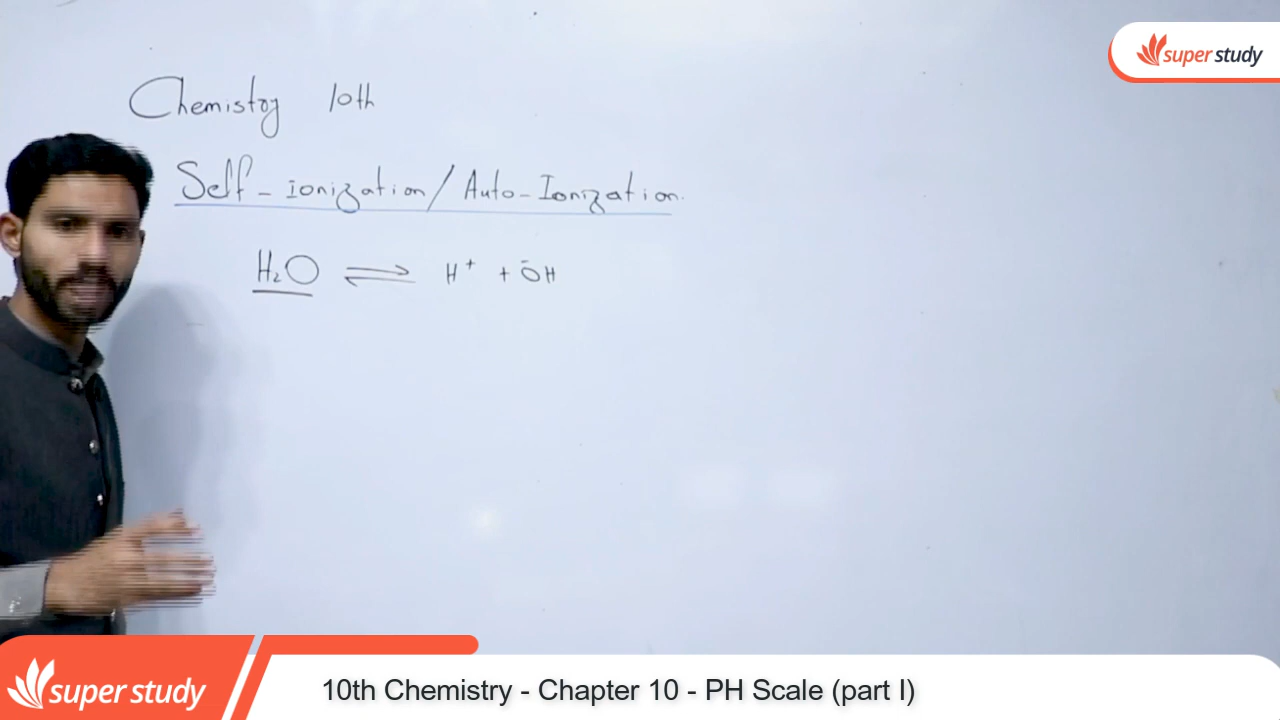 super study
Chemistry 10th
Self-ionization/Auto-Ionization.
H₂O ⇌ H⁺ + ⁻OH
super study
10th Chemistry - Chapter 10 - PH Scale (part I)